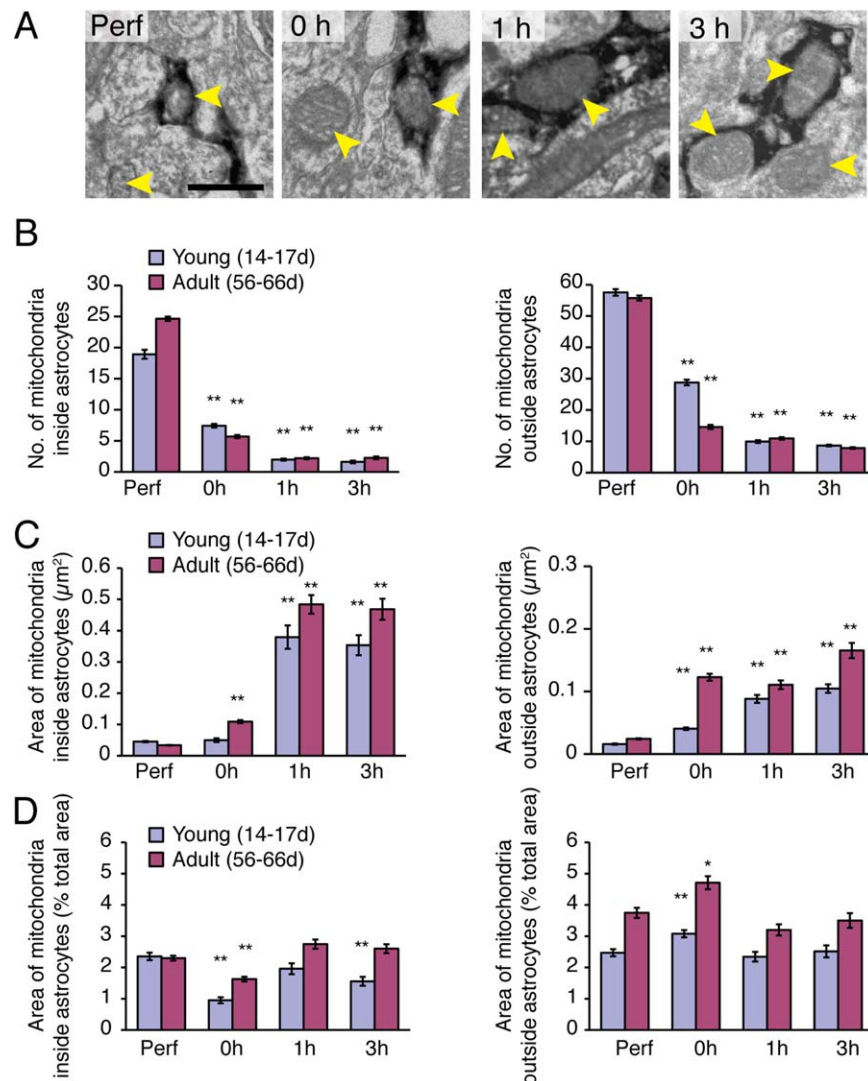 A
Perf
0 h
1 h
3 h
B
Young (14-17d)
Adult (56-66d)
No. of mitochondria
inside astrocytes
30
25
20
15
10
5
0
** ** ** ** ** **
Perf 0h 1h 3h
No. of mitochondria
outside astrocytes
60
50
40
30
20
10
0
** ** ** ** ** **
Perf 0h 1h 3h
C
Young (14-17d)
Adult (56-66d)
Area of mitochondria
inside astrocytes (µm²)
0.6
0.5
0.4
0.3
0.2
0.1
0
** ** ** ** **
Perf 0h 1h 3h
Area of mitochondria
outside astrocytes (µm²)
0.3
0.2
0.1
0
** ** ** ** ** **
Perf 0h 1h 3h
D
Young (14-17d)
Adult (56-66d)
Area of mitochondria
inside astrocytes (% total area)
6
5
4
3
2
1
0
** ** **
Perf 0h 1h 3h
Area of mitochondria
outside astrocytes (% total area)
6
5
4
3
2
1
0
** *
Perf 0h 1h 3h